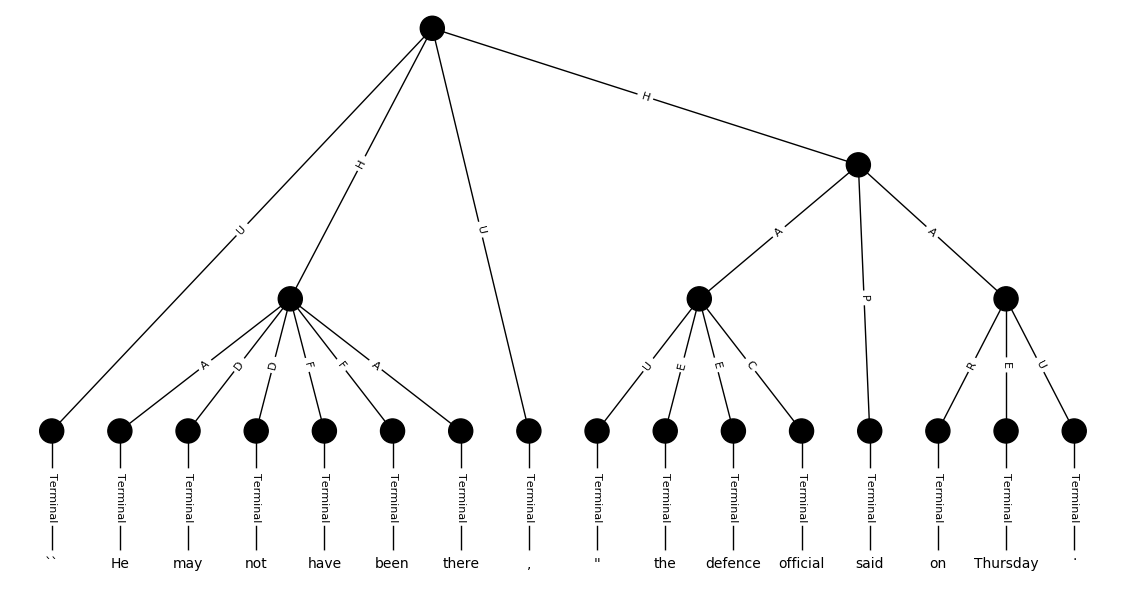 H
H
U
U
A
A
P
A
D
D
F
F
A
U
E
E
C
R
E
U
Terminal Terminal Terminal Terminal Terminal Terminal Terminal Terminal Terminal Terminal Terminal Terminal Terminal Terminal Terminal Terminal
`` He may not have been there , " the defence official said on Thursday .